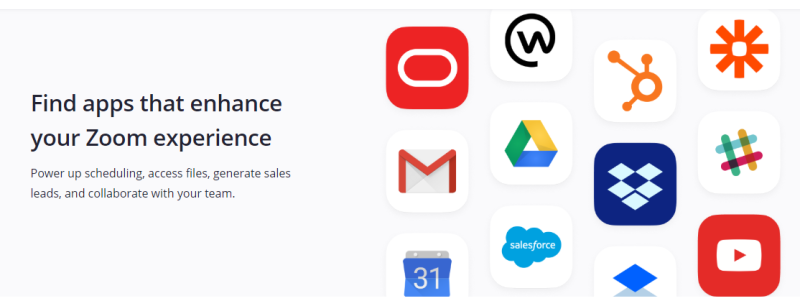 Find apps that enhance
your Zoom experience
Power up scheduling, access files, generate sales
leads, and collaborate with your team.
salesforce
31